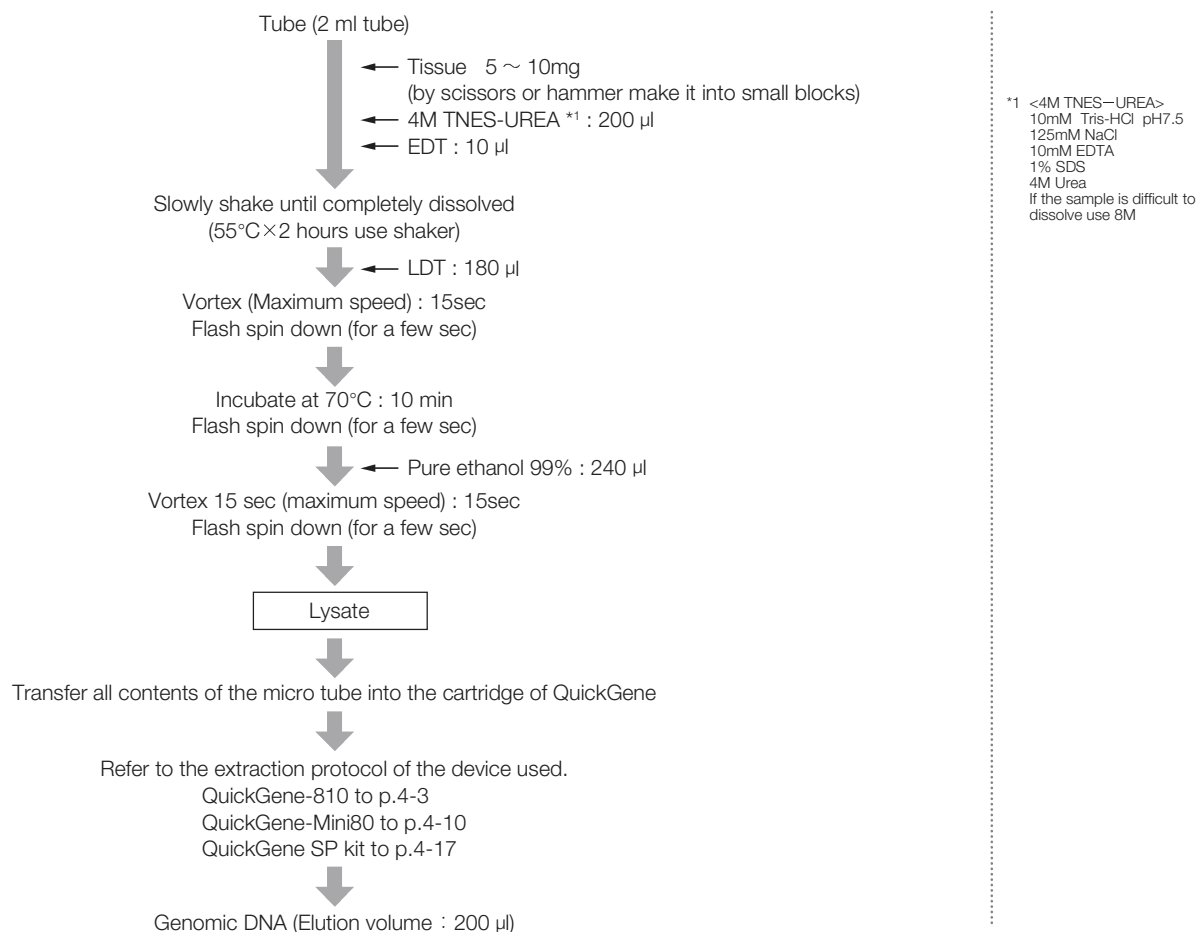 Tube (2 ml tube)
Tissue 5 ～ 10mg
(by scissors or hammer make it into small blocks)
4M TNES-UREA *1 : 200 μl
EDT : 10 μl
Slowly shake until completely dissolved
(55°C×2 hours use shaker)
LDT : 180 μl
Vortex (Maximum speed) : 15sec
Flash spin down (for a few sec)
Incubate at 70°C : 10 min
Flash spin down (for a few sec)
Pure ethanol 99% : 240 μl
Vortex 15 sec (maximum speed) : 15sec
Flash spin down (for a few sec)
Lysate
Transfer all contents of the micro tube into the cartridge of QuickGene
Refer to the extraction protocol of the device used.
QuickGene-810 to p.4-3
QuickGene-Mini80 to p.4-10
QuickGene SP kit to p.4-17
Genomic DNA (Elution volume : 200 μl)
*1 <4M TNES－UREA>
10mM Tris-HCl pH7.5
125mM NaCl
10mM EDTA
1% SDS
4M Urea
If the sample is difficult to
dissolve use 8M